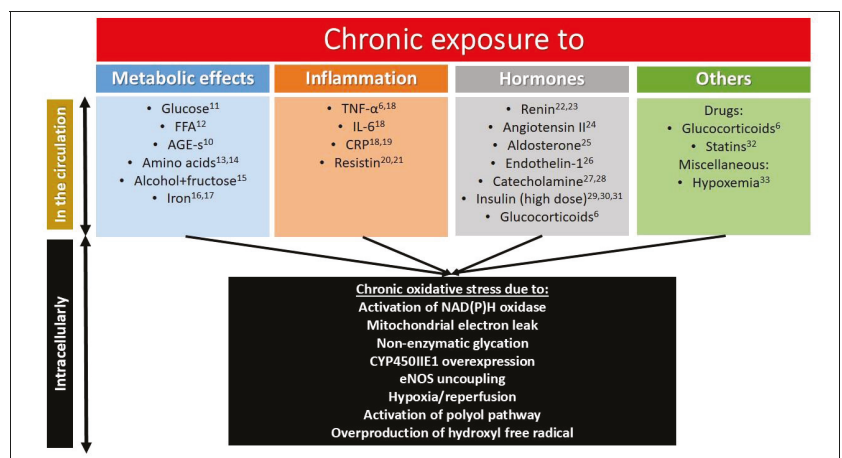 Chronic exposure to
Metabolic effects
• Glucose11
• FFA12
• AGE-s10
• Amino acids13,14
• Alcohol+fructose15
• Iron16,17
Inflammation
• TNF-α6,18
• IL-618
• CRP18,19
• Resistin20,21
Hormones
• Renin22,23
• Angiotensin II24
• Aldosterone25
• Endothelin-126
• Catecholamine27,28
• Insulin (high dose)29,30,31
• Glucocorticoids6
Others
Drugs:
• Glucocorticoids6
• Statins32
Miscellaneous:
• Hypoxemia33
In the circulation
Intracellularly
Chronic oxidative stress due to:
Activation of NAD(P)H oxidase
Mitochondrial electron leak
Non-enzymatic glycation
CYP450IIE1 overexpression
eNOS uncoupling
Hypoxia/reperfusion
Activation of polyol pathway
Overproduction of hydroxyl free radical